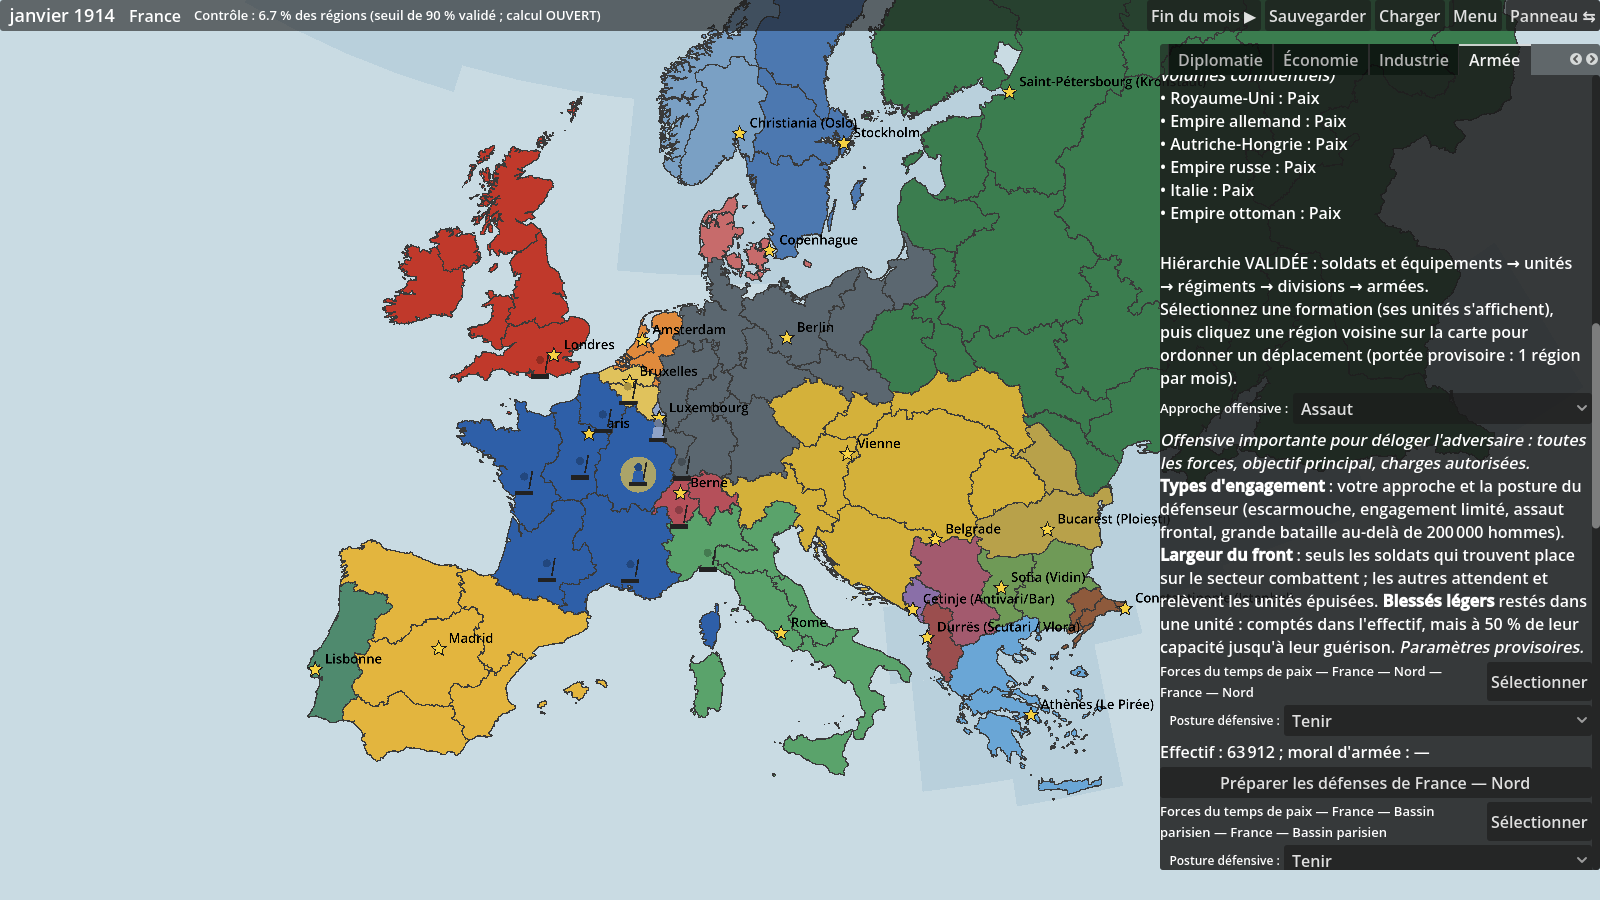 janvier 1914 France Contrôle : 6.7 % des régions (seuil de 90 % validé ; calcul OUVERT) Fin du mois ▶ Sauvegarder Charger Menu Panneau ⇆
Diplomatie Économie Industrie Armée
volumes confidentiels)
• Royaume-Uni : Paix
• Empire allemand : Paix
• Autriche-Hongrie : Paix
• Empire russe : Paix
• Italie : Paix
• Empire ottoman : Paix
Hiérarchie VALIDÉE : soldats et équipements → unités
→ régiments → divisions → armées.
Sélectionnez une formation (ses unités s'affichent),
puis cliquez une région voisine sur la carte pour
ordonner un déplacement (portée provisoire : 1 région
par mois).
Approche offensive : Assaut
Offensive importante pour déloger l'adversaire : toutes
les forces, objectif principal, charges autorisées.
Types d'engagement : votre approche et la posture du
défenseur (escarmouche, engagement limité, assaut
frontal, grande bataille au-delà de 200 000 hommes).
Largeur du front : seuls les soldats qui trouvent place
sur le secteur combattent ; les autres attendent et
relèvent les unités épuisées. Blessés légers restés dans
une unité : comptés dans l'effectif, mais à 50 % de leur
capacité jusqu'à leur guérison. Paramètres provisoires.
Forces du temps de paix — France — Nord —
France — Nord
Sélectionner
Posture défensive : Tenir
Effectif : 63 912 ; moral d'armée : —
Préparer les défenses de France — Nord
Forces du temps de paix — France — Bassin
parisien — France — Bassin parisien
Sélectionner
Posture défensive : Tenir
Saint-Pétersbourg
Christiania (Oslo)
Stockholm
Copenhague
Berlin
Amsterdam
Londres
Bruxelles
Luxembourg
aris
Vienne
Berne
Bucarest (Ploiești
Belgrade
Sofia (Vidin)
Cetinje (Antivari/Bar)
Durrës (Scutari / Vlora)
Rome
Madrid
Lisbonne
Athènes (Le Pirée)